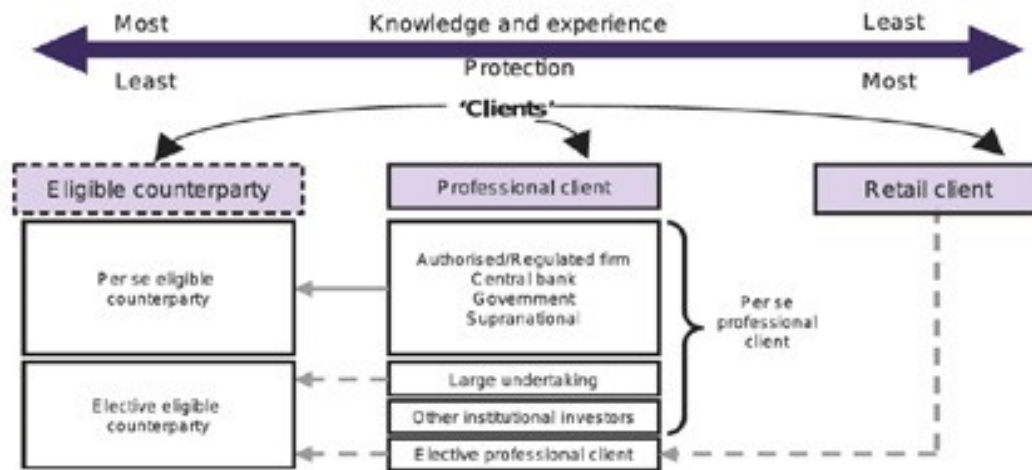 Most
Knowledge and experience
Least
Least
Protection
Most
'Clients'
Eligible counterparty
Professional client
Retail client
Per se eligible
counterparty
Authorised/Regulated firm
Central bank
Government
Supranational
Per se
professional
client
Large undertaking
Elective eligible
counterparty
Other institutional investors
Elective professional client